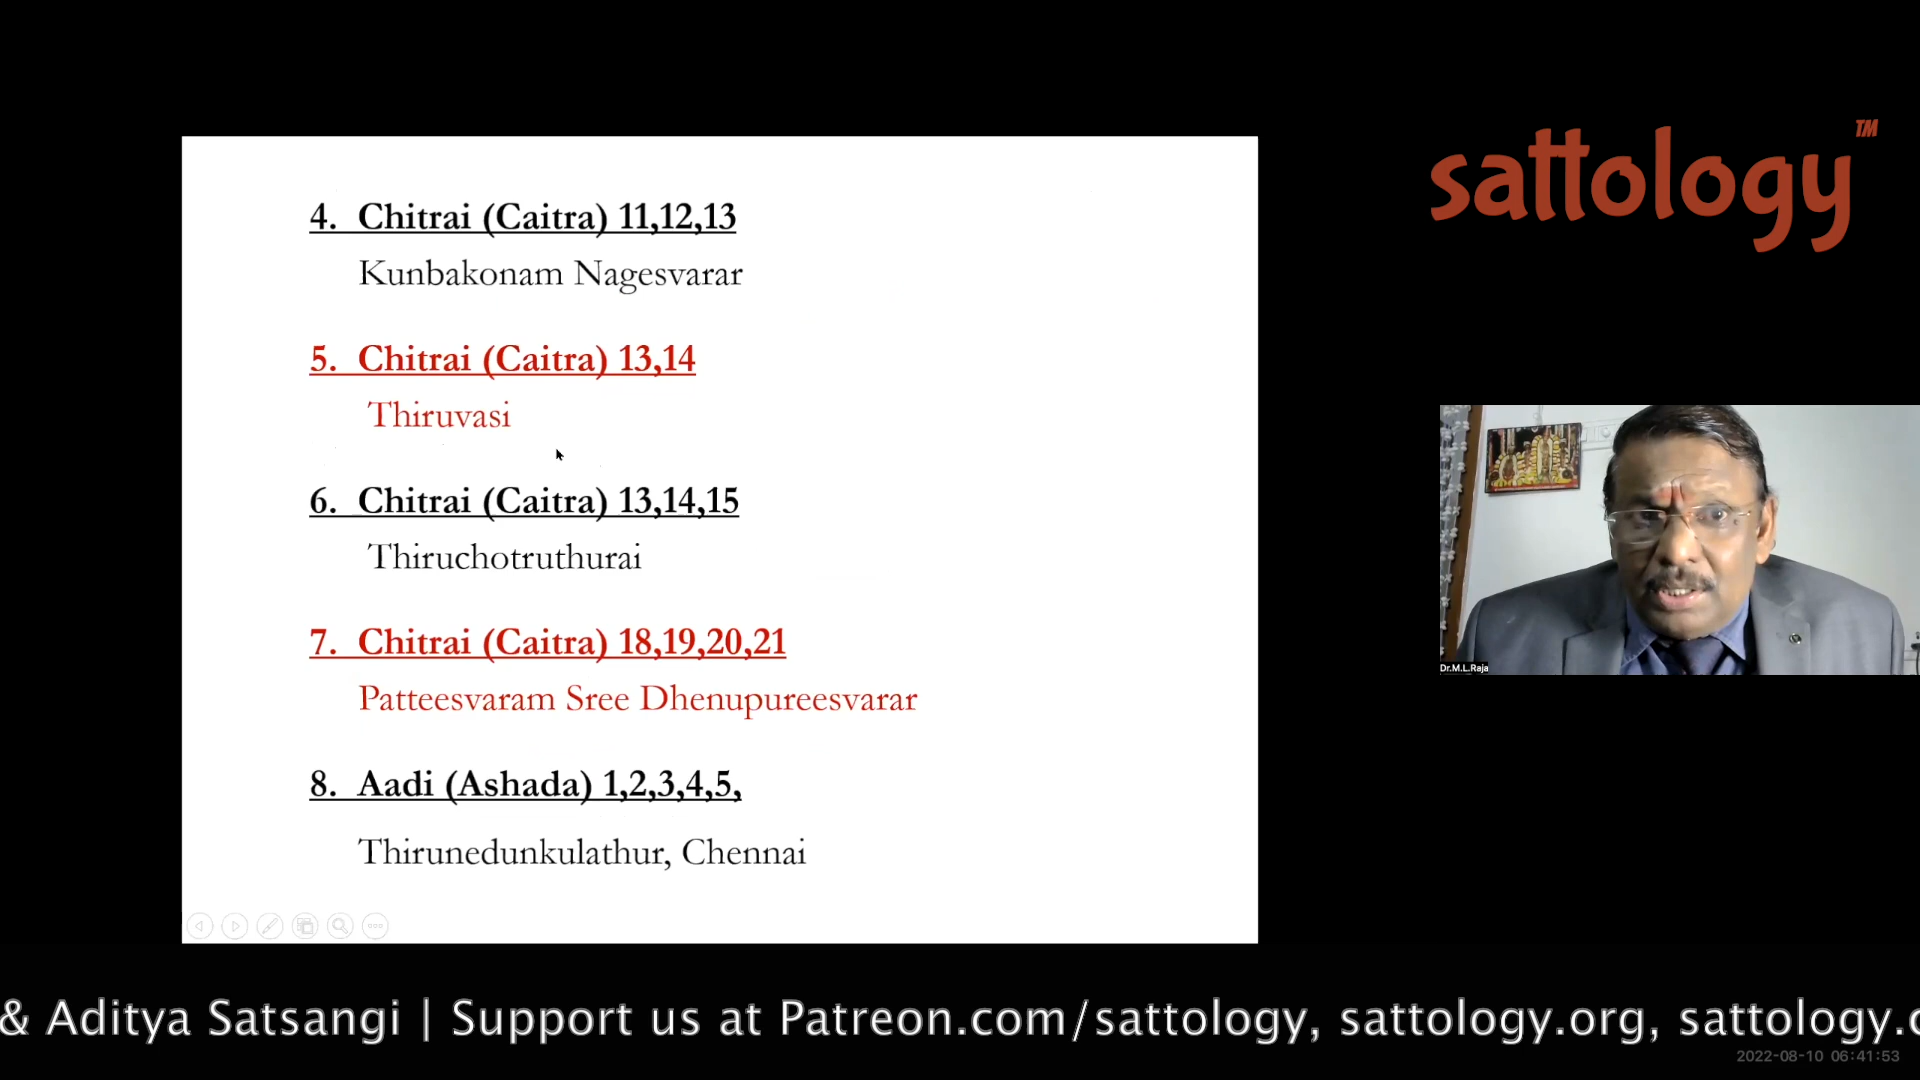 sattology™
4. Chitrai (Caitra) 11,12,13
Kunbakonam Nagesvarar
5. Chitrai (Caitra) 13,14
Thiruvasi
6. Chitrai (Caitra) 13,14,15
Thiruchotruthurai
7. Chitrai (Caitra) 18,19,20,21
Patteesvaram Sree Dhenupureesvarar
8. Aadi (Ashada) 1,2,3,4,5,
Thirunedunkulathur, Chennai
Dr.M.L.Raja
& Aditya Satsangi | Support us at Patreon.com/sattology, sattology.org, sattology.c
2022-08-10 06:41:53